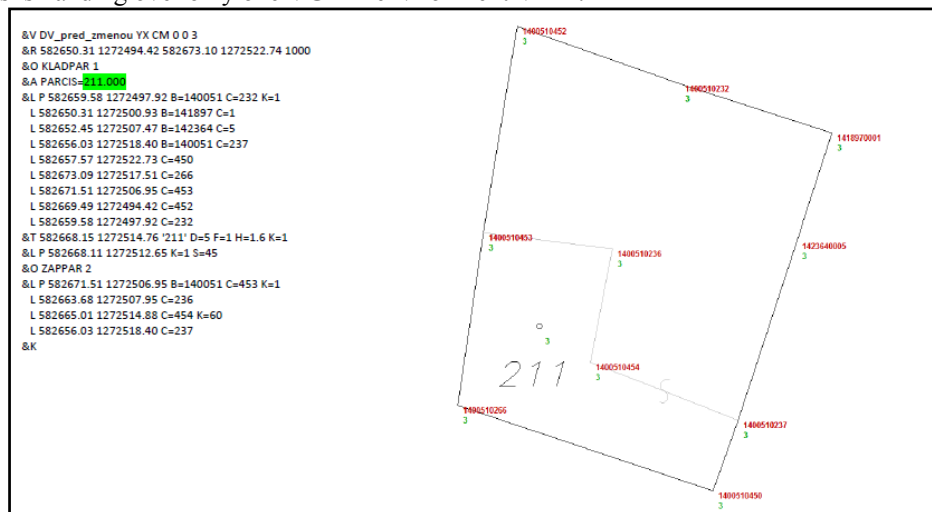 &V DV_pred_zmenou YX CM 0 0 3
&R 582650.31 1272494.42 582673.10 1272522.74 1000
&O KLADPAR 1
&A PARCIS=211.000
&L P 582659.58 1272497.92 B=140051 C=232 K=1
L 582650.31 1272500.93 B=141897 C=1
L 582652.45 1272507.47 B=142364 C=5
L 582656.03 1272518.40 B=140051 C=237
L 582657.57 1272522.73 C=450
L 582673.09 1272517.51 C=266
L 582671.51 1272506.95 C=453
L 582669.49 1272494.42 C=452
L 582659.58 1272497.92 C=232
&T 582668.15 1272514.76 '211' D=5 F=1 H=1.6 K=1
&L P 582668.11 1272512.65 K=1 S=45
&O ZAPPAR 2
&L P 582671.51 1272506.95 B=140051 C=453 K=1
L 582663.68 1272507.95 C=236
L 582665.01 1272514.88 C=454 K=60
L 582656.03 1272518.40 C=237
&K
1400510452
3
1400510232
3
1418970001
3
1400510453
3
1400510236
3
1423640005
3
3
211
1400510454
3
S
1400510266
3
1400510237
3
1400510450
3